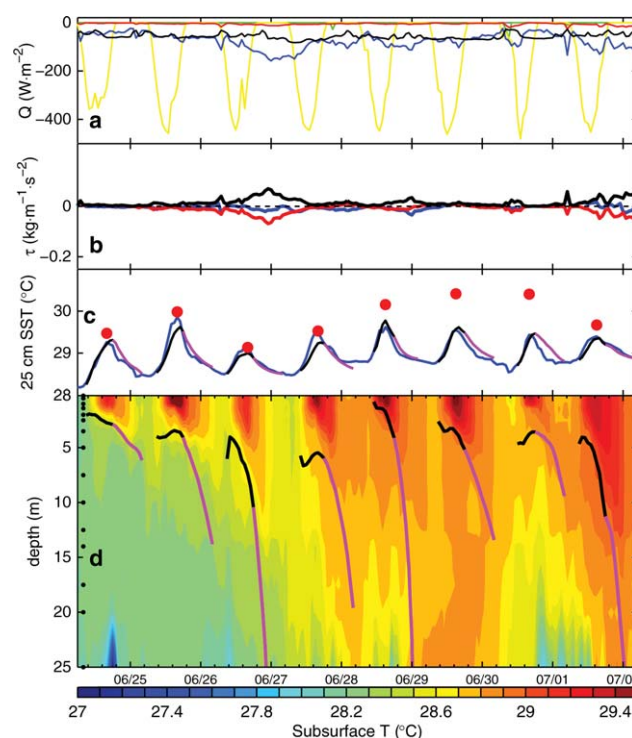 0
−200
−400
Q (W·m⁻²)
a
0
−0.2
τ (kg·m⁻¹·s⁻²)
b
30
29
28
25 cm SST (°C)
c
5
10
15
20
25
depth (m)
d
06/25 06/26 06/27 06/28 06/29 06/30 07/01 07/0
27 27.4 27.8 28.2 28.6 29 29.4
Subsurface T (°C)